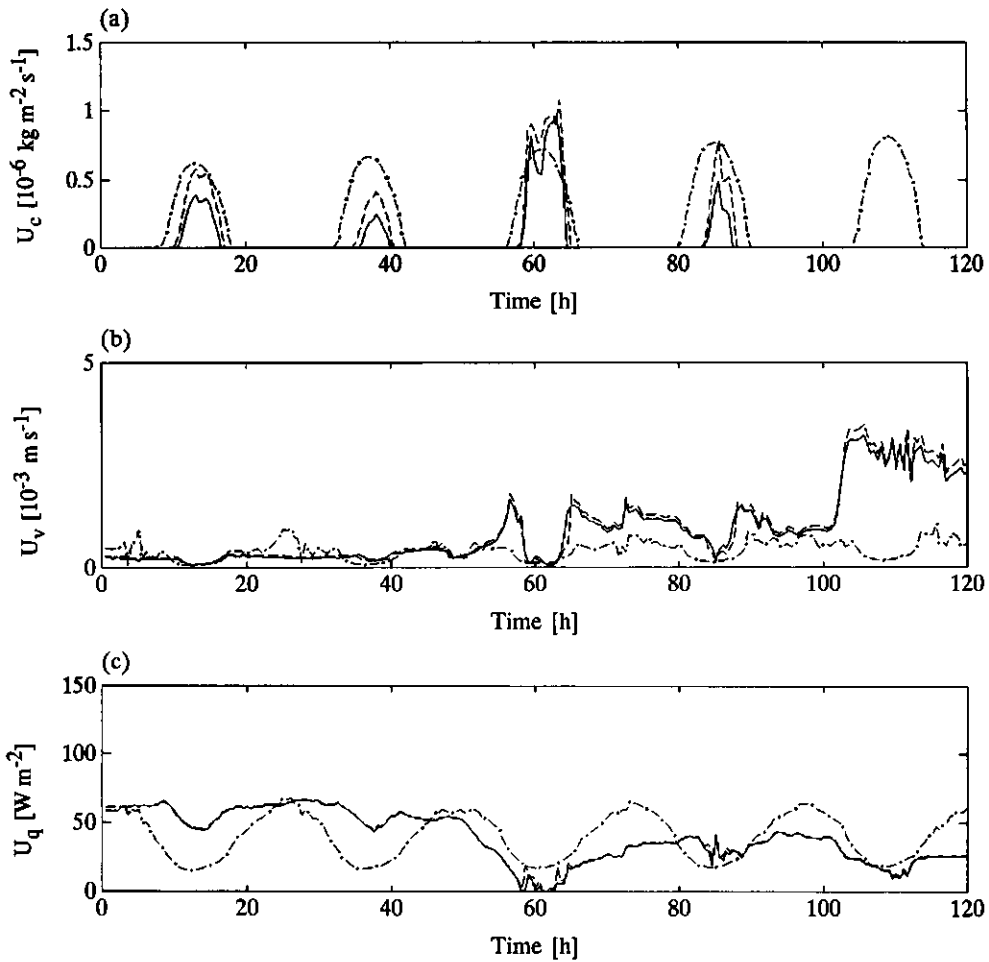 (a)
1.5
1
0.5
0
U_c [10^-6 kg m^-2 s^-1]
0 20 40 60 80 100 120
Time [h]
(b)
5
0
U_v [10^-3 m s^-1]
0 20 40 60 80 100 120
Time [h]
(c)
150
100
50
0
U_q [W m^-2]
0 20 40 60 80 100 120
Time [h]